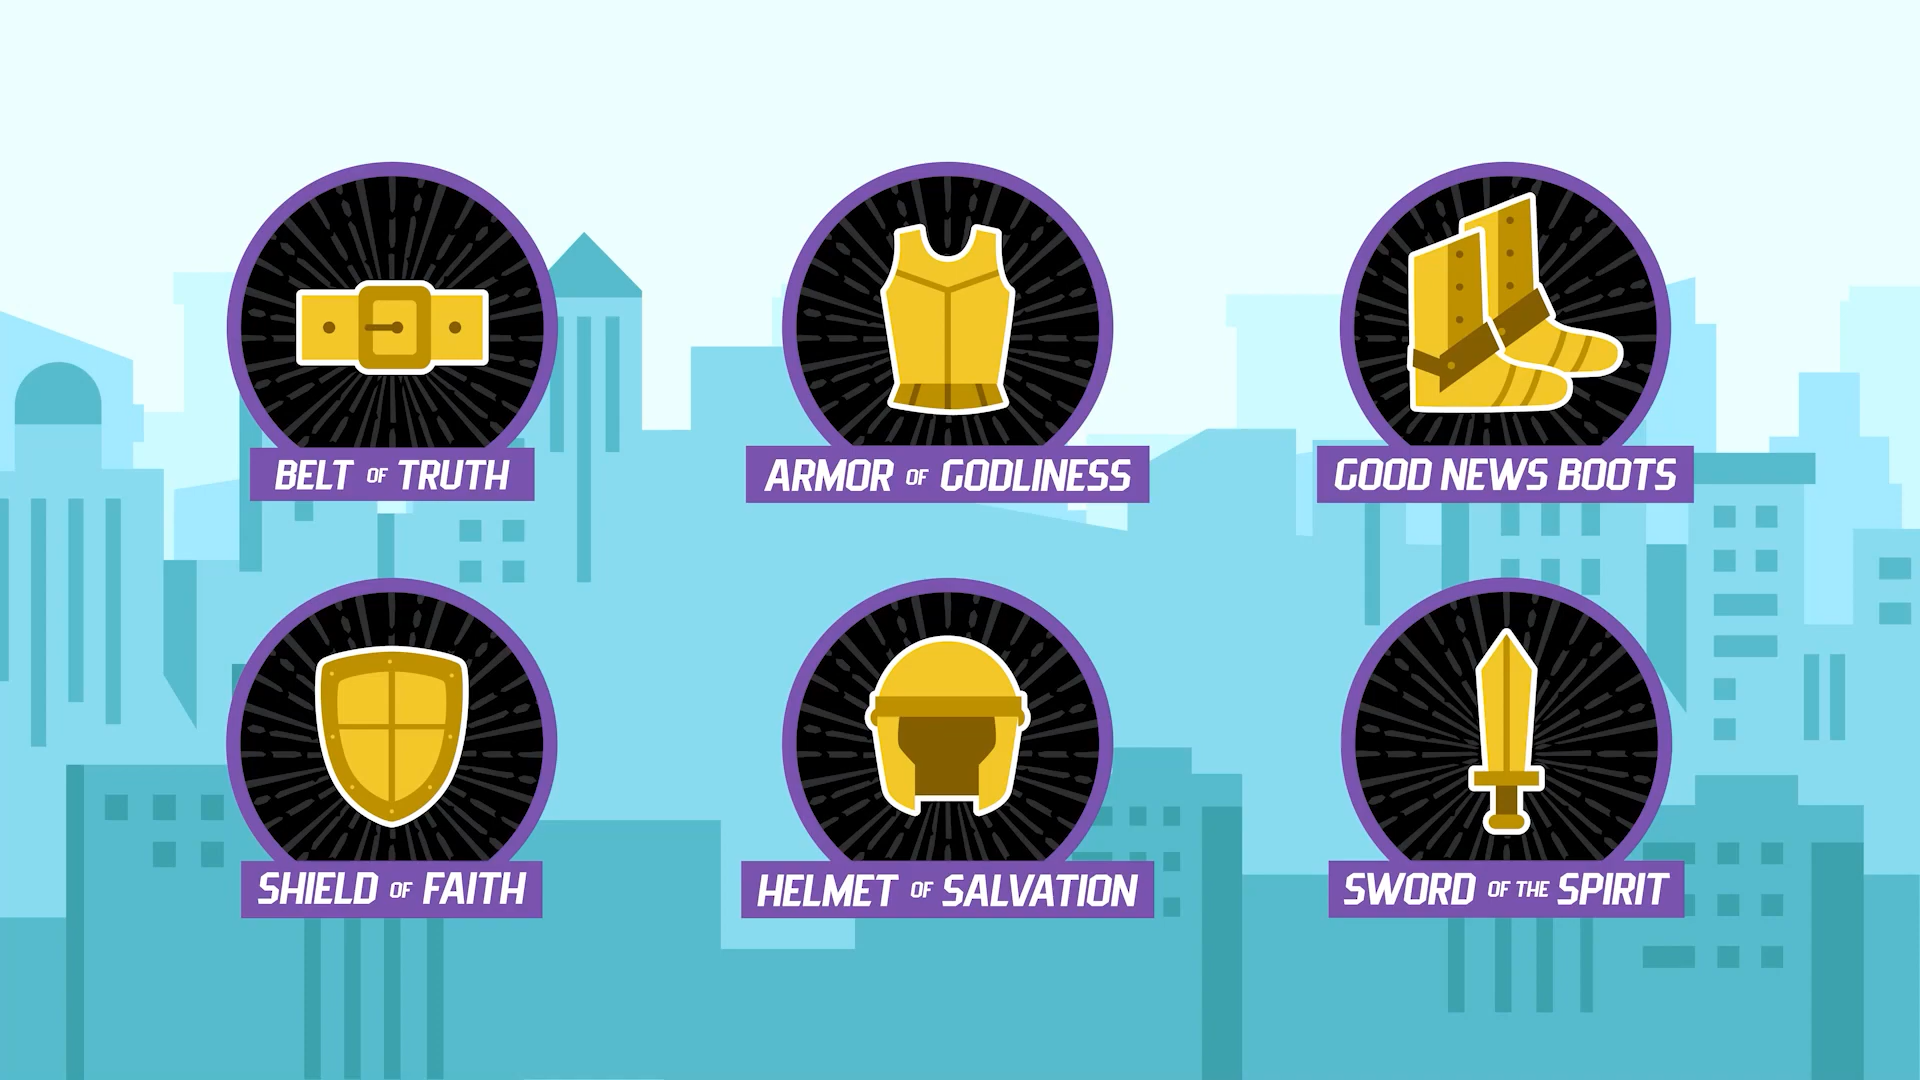 BELT OF TRUTH
ARMOR OF GODLINESS
GOOD NEWS BOOTS
SHIELD OF FAITH
HELMET OF SALVATION
SWORD OF THE SPIRIT